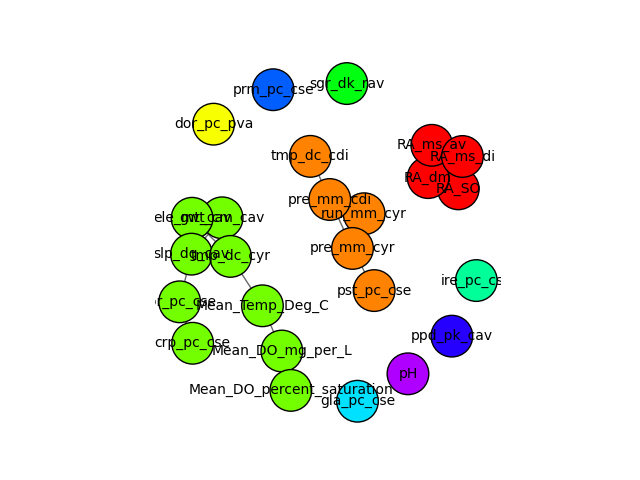 sgr_dk_rav
prm_pc_cse
dor_pc_pva
RA_ms_av
tmp_dc_cdi
RA_ms_di
RA_dm
RA_SO
pre_mm_cdi
run_mm_cyr
ele_mt_cav
pre_mm_cyr
slp_dg_cav
tmp_dc_cyr
ire_pc_cs
pst_pc_cse
r_pc_cse
Mean_Temp_Deg_C
ppd_pk_cav
crp_pc_cse
Mean_DO_mg_per_L
pH
Mean_DO_percent_saturation
gla_pc_cse